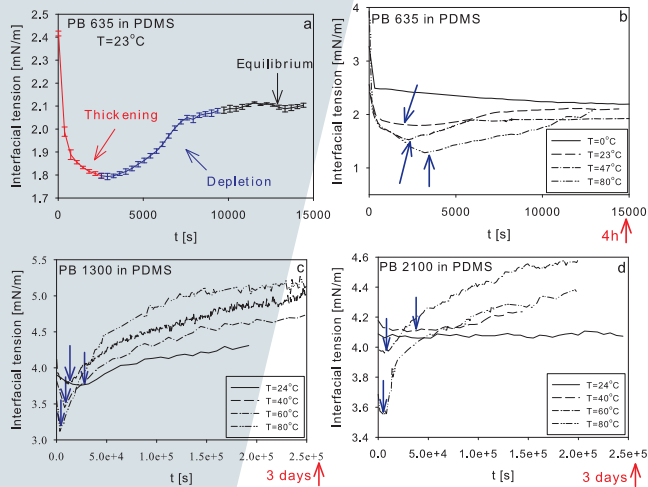 PB 635 in PDMS
a
T=23°C
Interfacial tension [mN/m]
2.5
2.4
2.3
2.2
2.1
2.0
1.9
1.8
1.7
Thickening
Equilibrium
Depletion
0 5000 10000 15000
t [s]
PB 635 in PDMS
b
Interfacial tension [mN/m]
4
3
2
1
T=0°C
T=23°C
T=47°C
T=80°C
0 5000 10000 15000
t [s]
4h
PB 1300 in PDMS
c
Interfacial tension [mN/m]
5.5
5.0
4.5
4.0
3.5
3.0
T=24°C
T=40°C
T=60°C
T=80°C
0.0 5.0e+4 1.0e+5 1.5e+5 2.0e+5 2.5e+5
t [s]
3 days
PB 2100 in PDMS
d
Interfacial tension [mN/m]
4.6
4.4
4.2
4.0
3.8
3.6
3.4
T=24°C
T=40°C
T=60°C
T=80°C
0.0 5.0e+4 1.0e+5 1.5e+5 2.0e+5 2.5e+5
t [s]
3 days